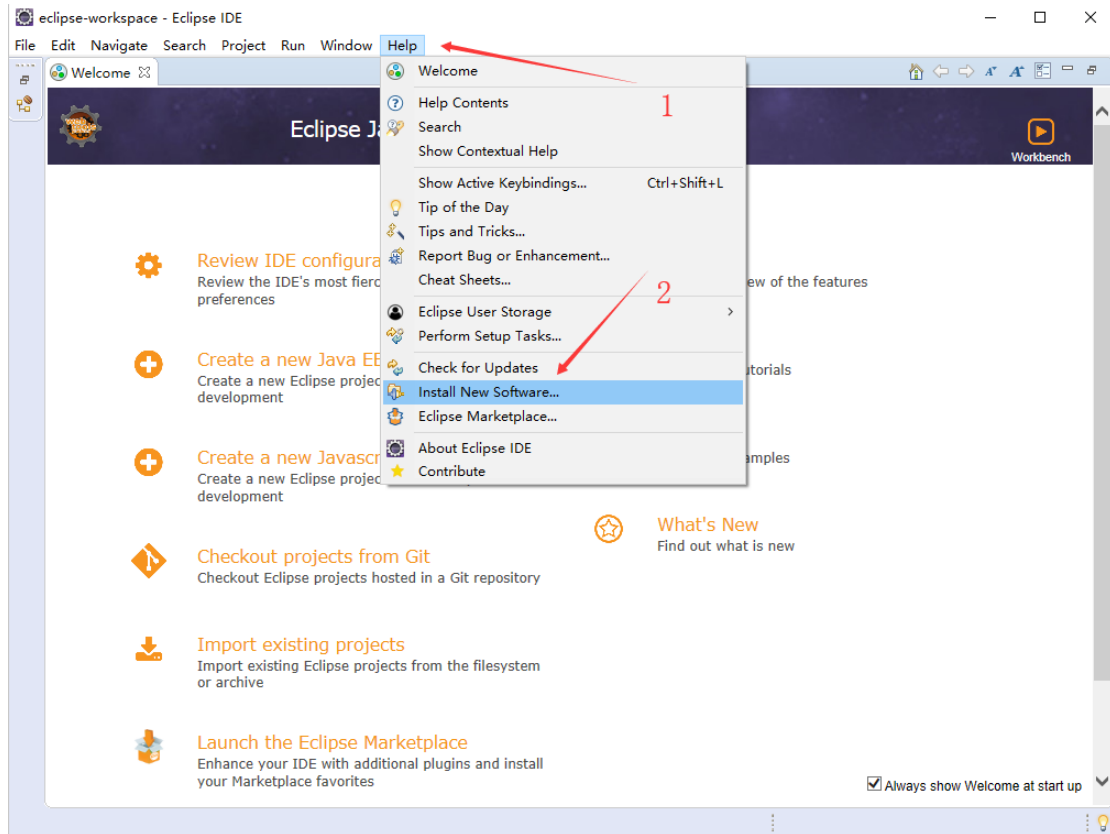 eclipse-workspace - Eclipse IDE
File Edit Navigate Search Project Run Window Help
Welcome
Eclipse Ja
Workbench
Welcome
Help Contents
Search
Show Contextual Help
Show Active Keybindings... Ctrl+Shift+L
Tip of the Day
Tips and Tricks...
Report Bug or Enhancement...
Cheat Sheets...
Eclipse User Storage
Perform Setup Tasks...
Check for Updates
Install New Software...
Eclipse Marketplace...
About Eclipse IDE
Contribute
1
2
Review IDE configura
Review the IDE's most fierc
preferences
Create a new Java EE
Create a new Eclipse projec
development
Create a new Javascr
Create a new Eclipse projec
development
Checkout projects from Git
Checkout Eclipse projects hosted in a Git repository
Import existing projects
Import existing Eclipse projects from the filesystem
or archive
Launch the Eclipse Marketplace
Enhance your IDE with additional plugins and install
your Marketplace favorites
ew of the features
utorials
amples
What's New
Find out what is new
Always show Welcome at start up